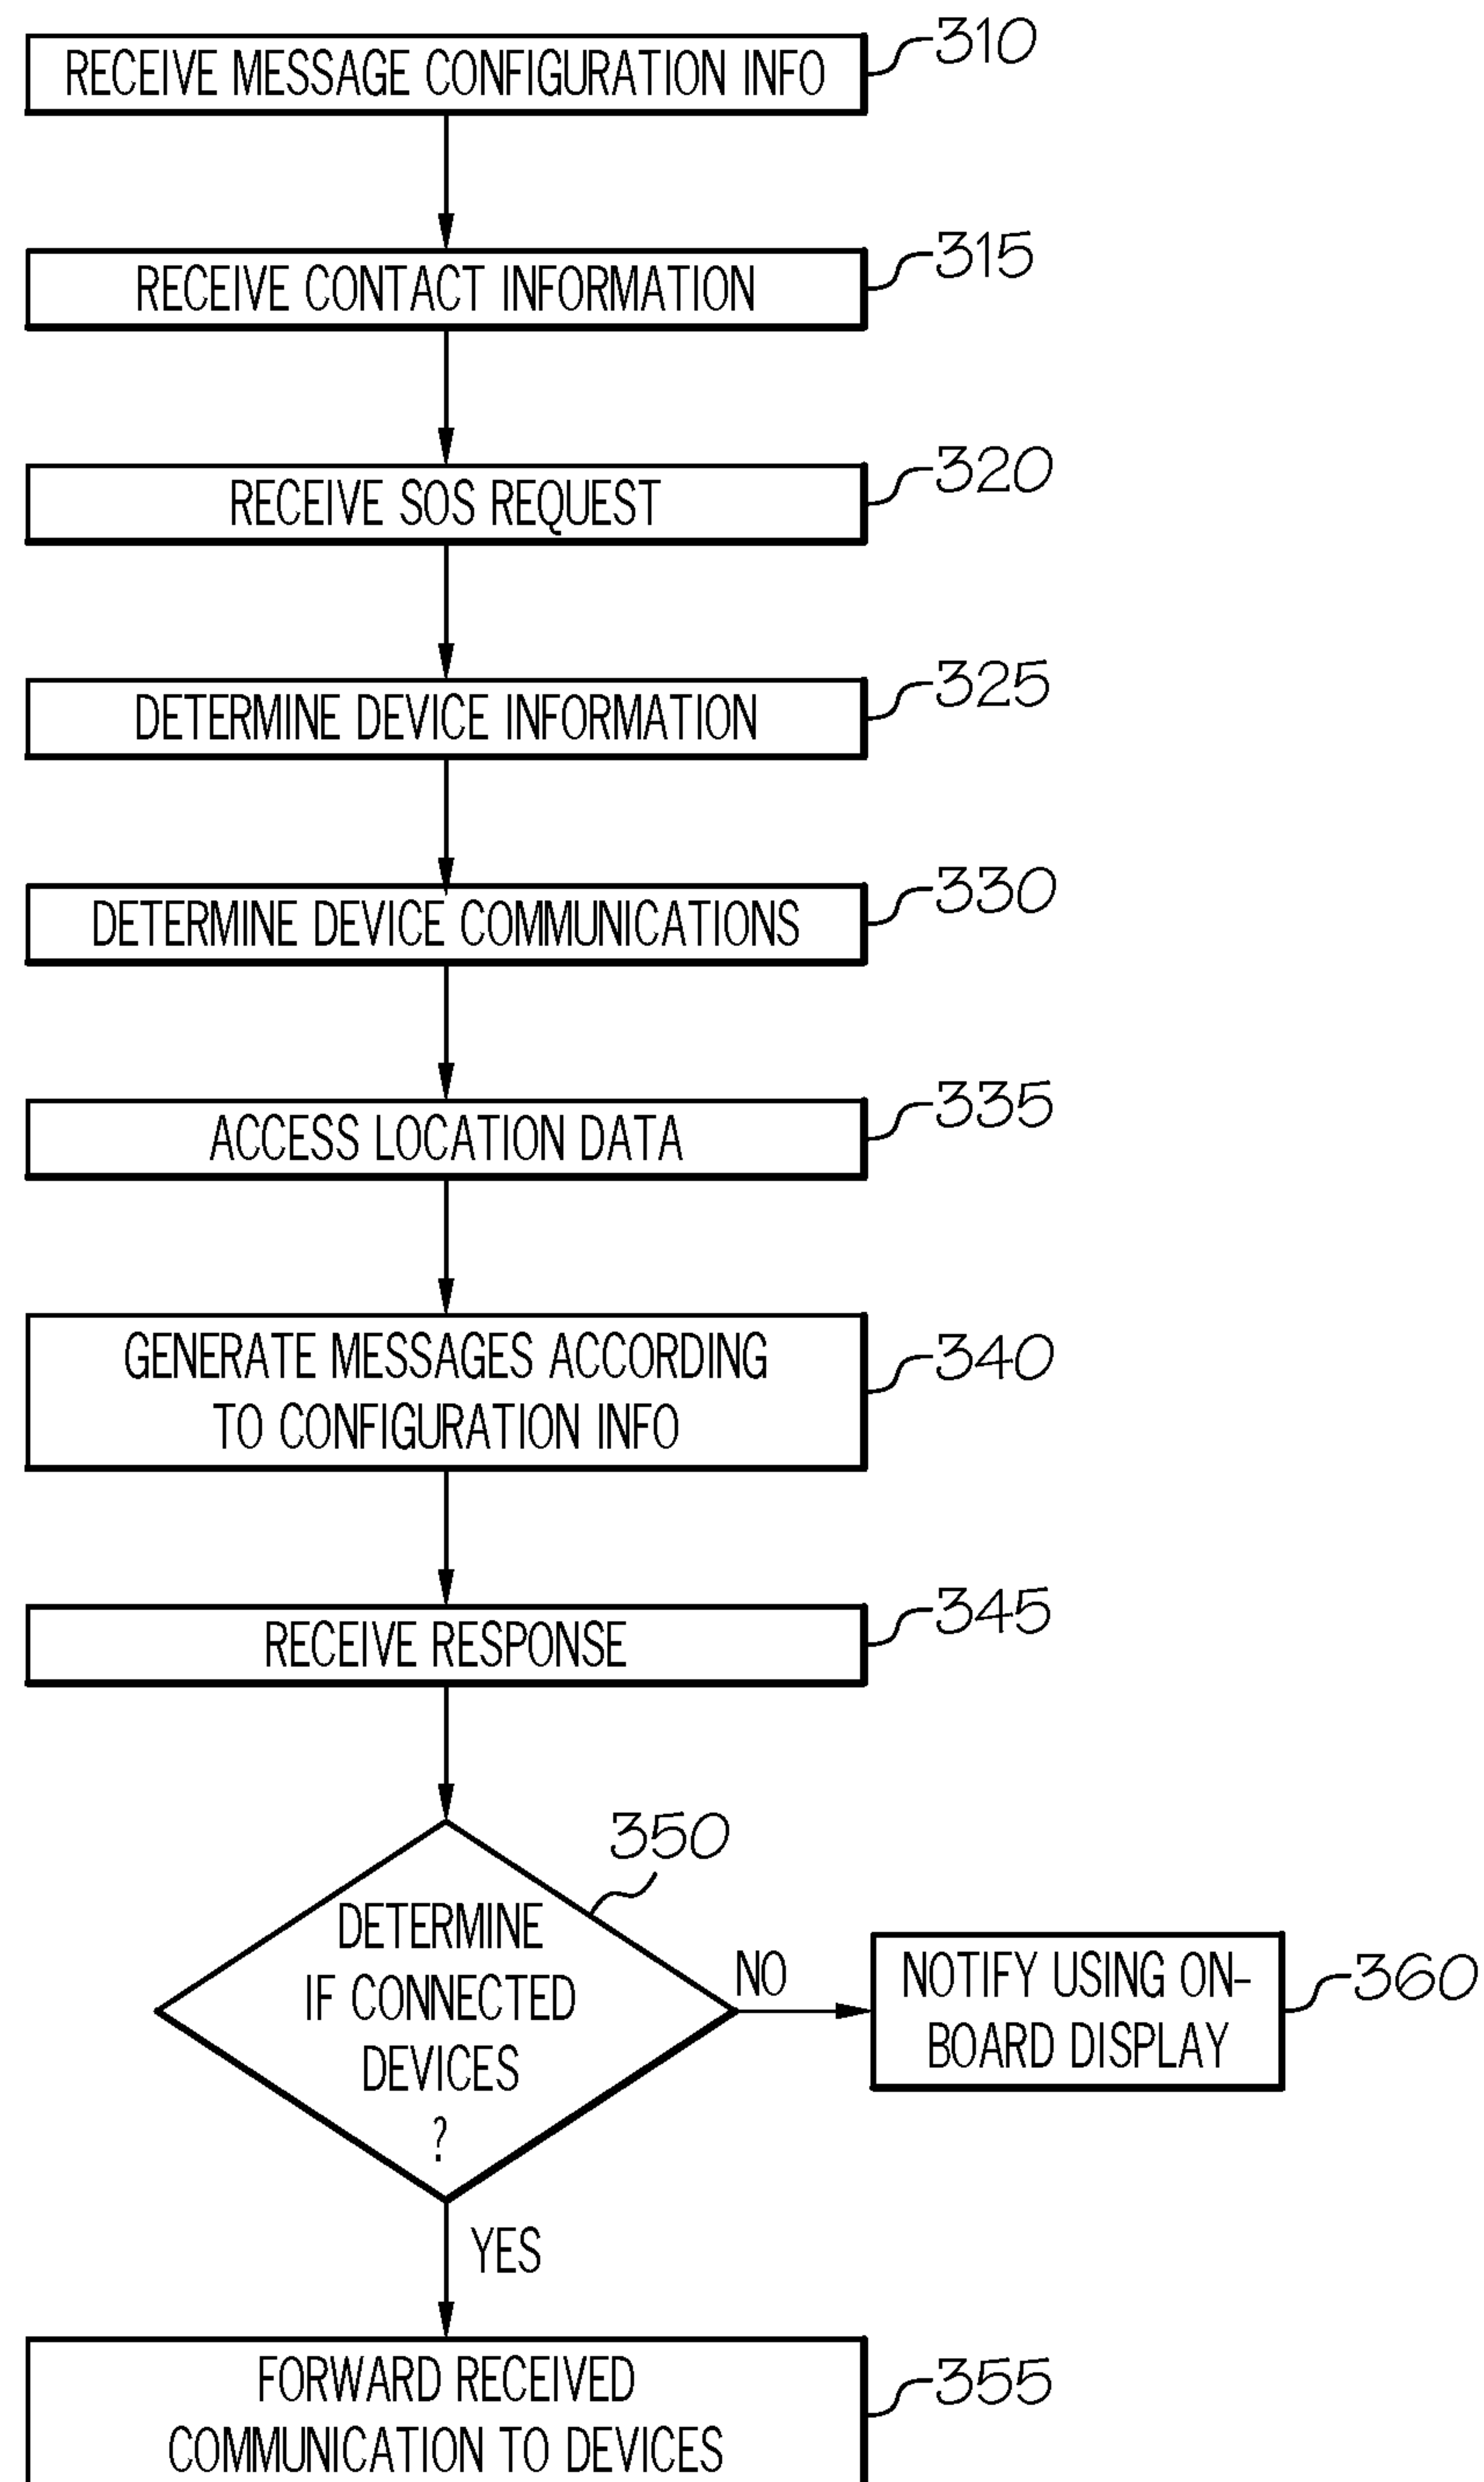 RECEIVE MESSAGE CONFIGURATION INFO
310
RECEIVE CONTACT INFORMATION
315
RECEIVE SOS REQUEST
320
DETERMINE DEVICE INFORMATION
325
DETERMINE DEVICE COMMUNICATIONS
330
ACCESS LOCATION DATA
335
GENERATE MESSAGES ACCORDING
TO CONFIGURATION INFO
340
RECEIVE RESPONSE
345
350
DETERMINE
IF CONNECTED
DEVICES
?
NO
NOTIFY USING ON-
BOARD DISPLAY
360
YES
FORWARD RECEIVED
COMMUNICATION TO DEVICES
355